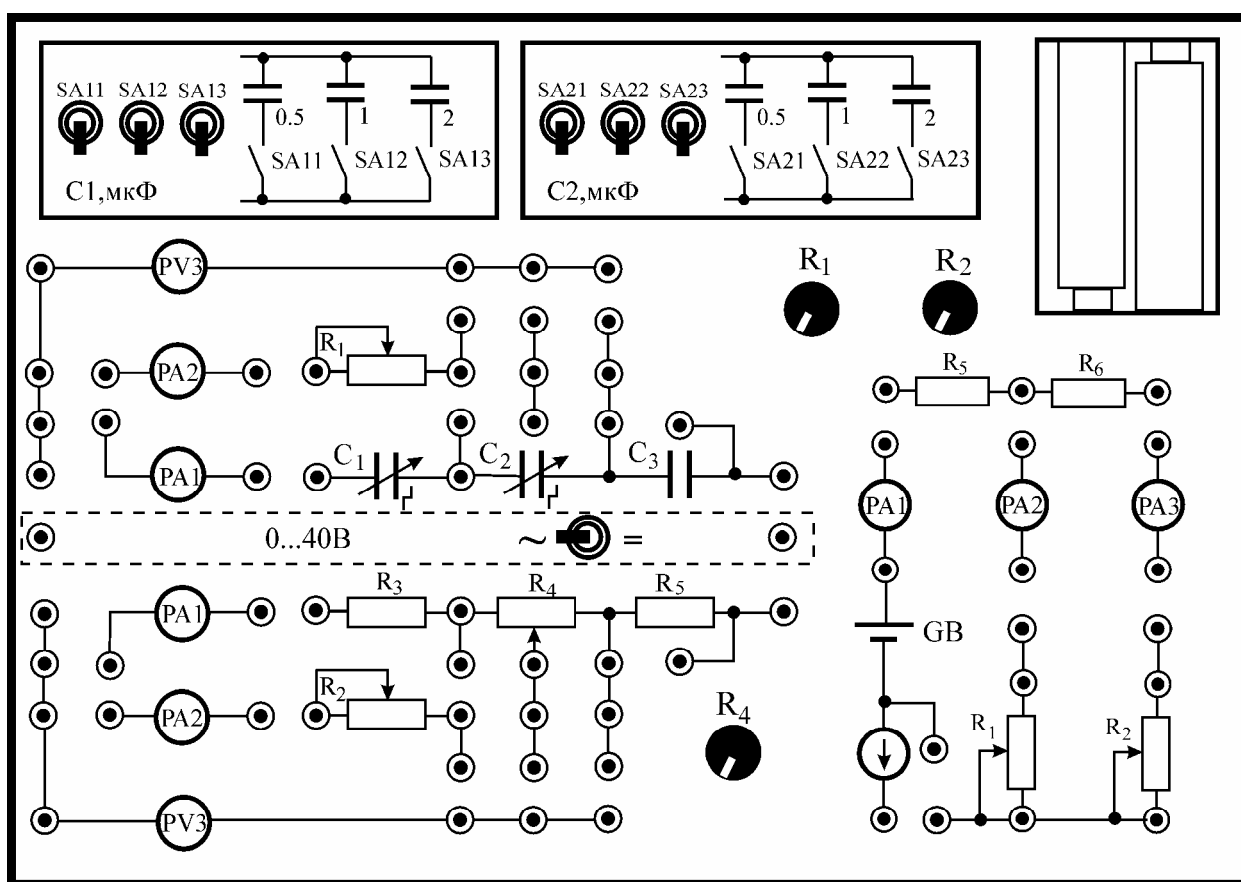 SA11 SA12 SA13
0.5 1 2
SA11 SA12 SA13
C1,мкФ
SA21 SA22 SA23
0.5 1 2
SA21 SA22 SA23
C2,мкФ
PV3
R1 R2
PA2 R1
R5 R6
PA1 C1 C2 C3
PA1 PA2 PA3
0...40В ~ =
PA1 R3 R4 R5
GB
PA2 R2
R4
R1 R2
PV3